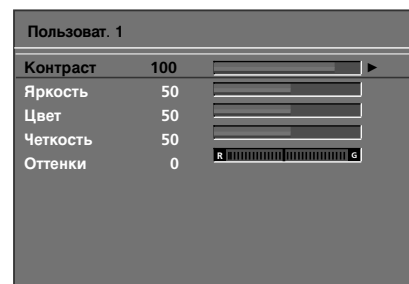 Пользоват. 1
Контраст 100
Яркость 50
Цвет 50
Четкость 50
Оттенки 0 R G